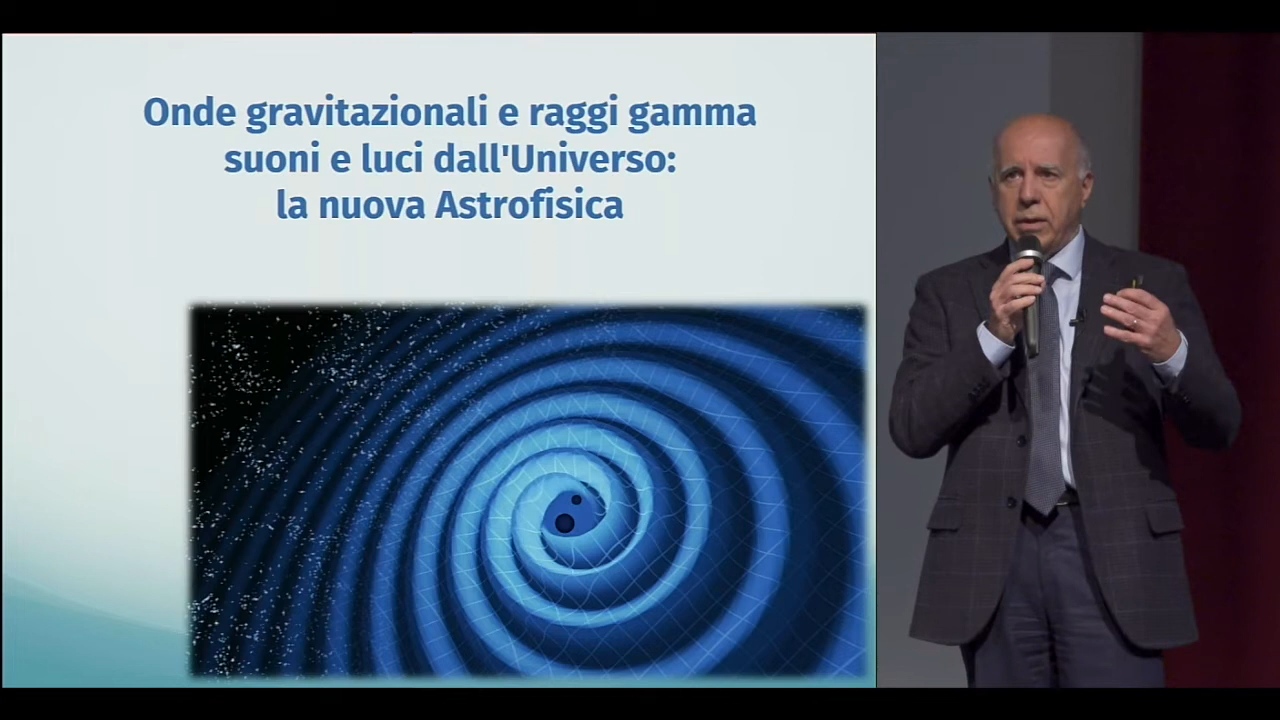 Onde gravitazionali e raggi gamma
suoni e luci dall'Universo:
la nuova Astrofisica